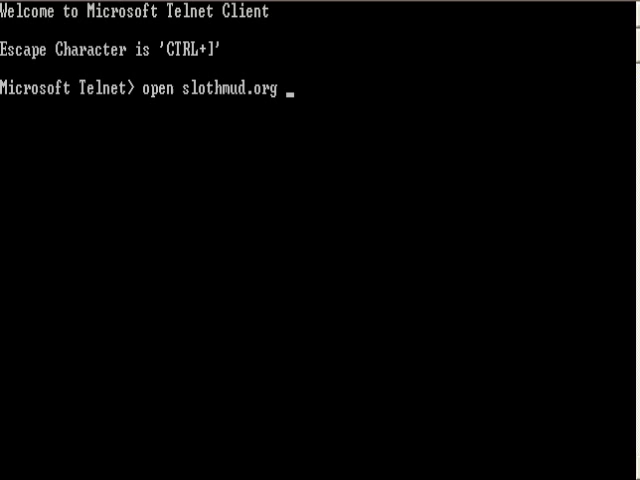 Welcome to Microsoft Telnet Client
Escape Character is 'CTRL+]'
Microsoft Telnet> open slothmud.org _